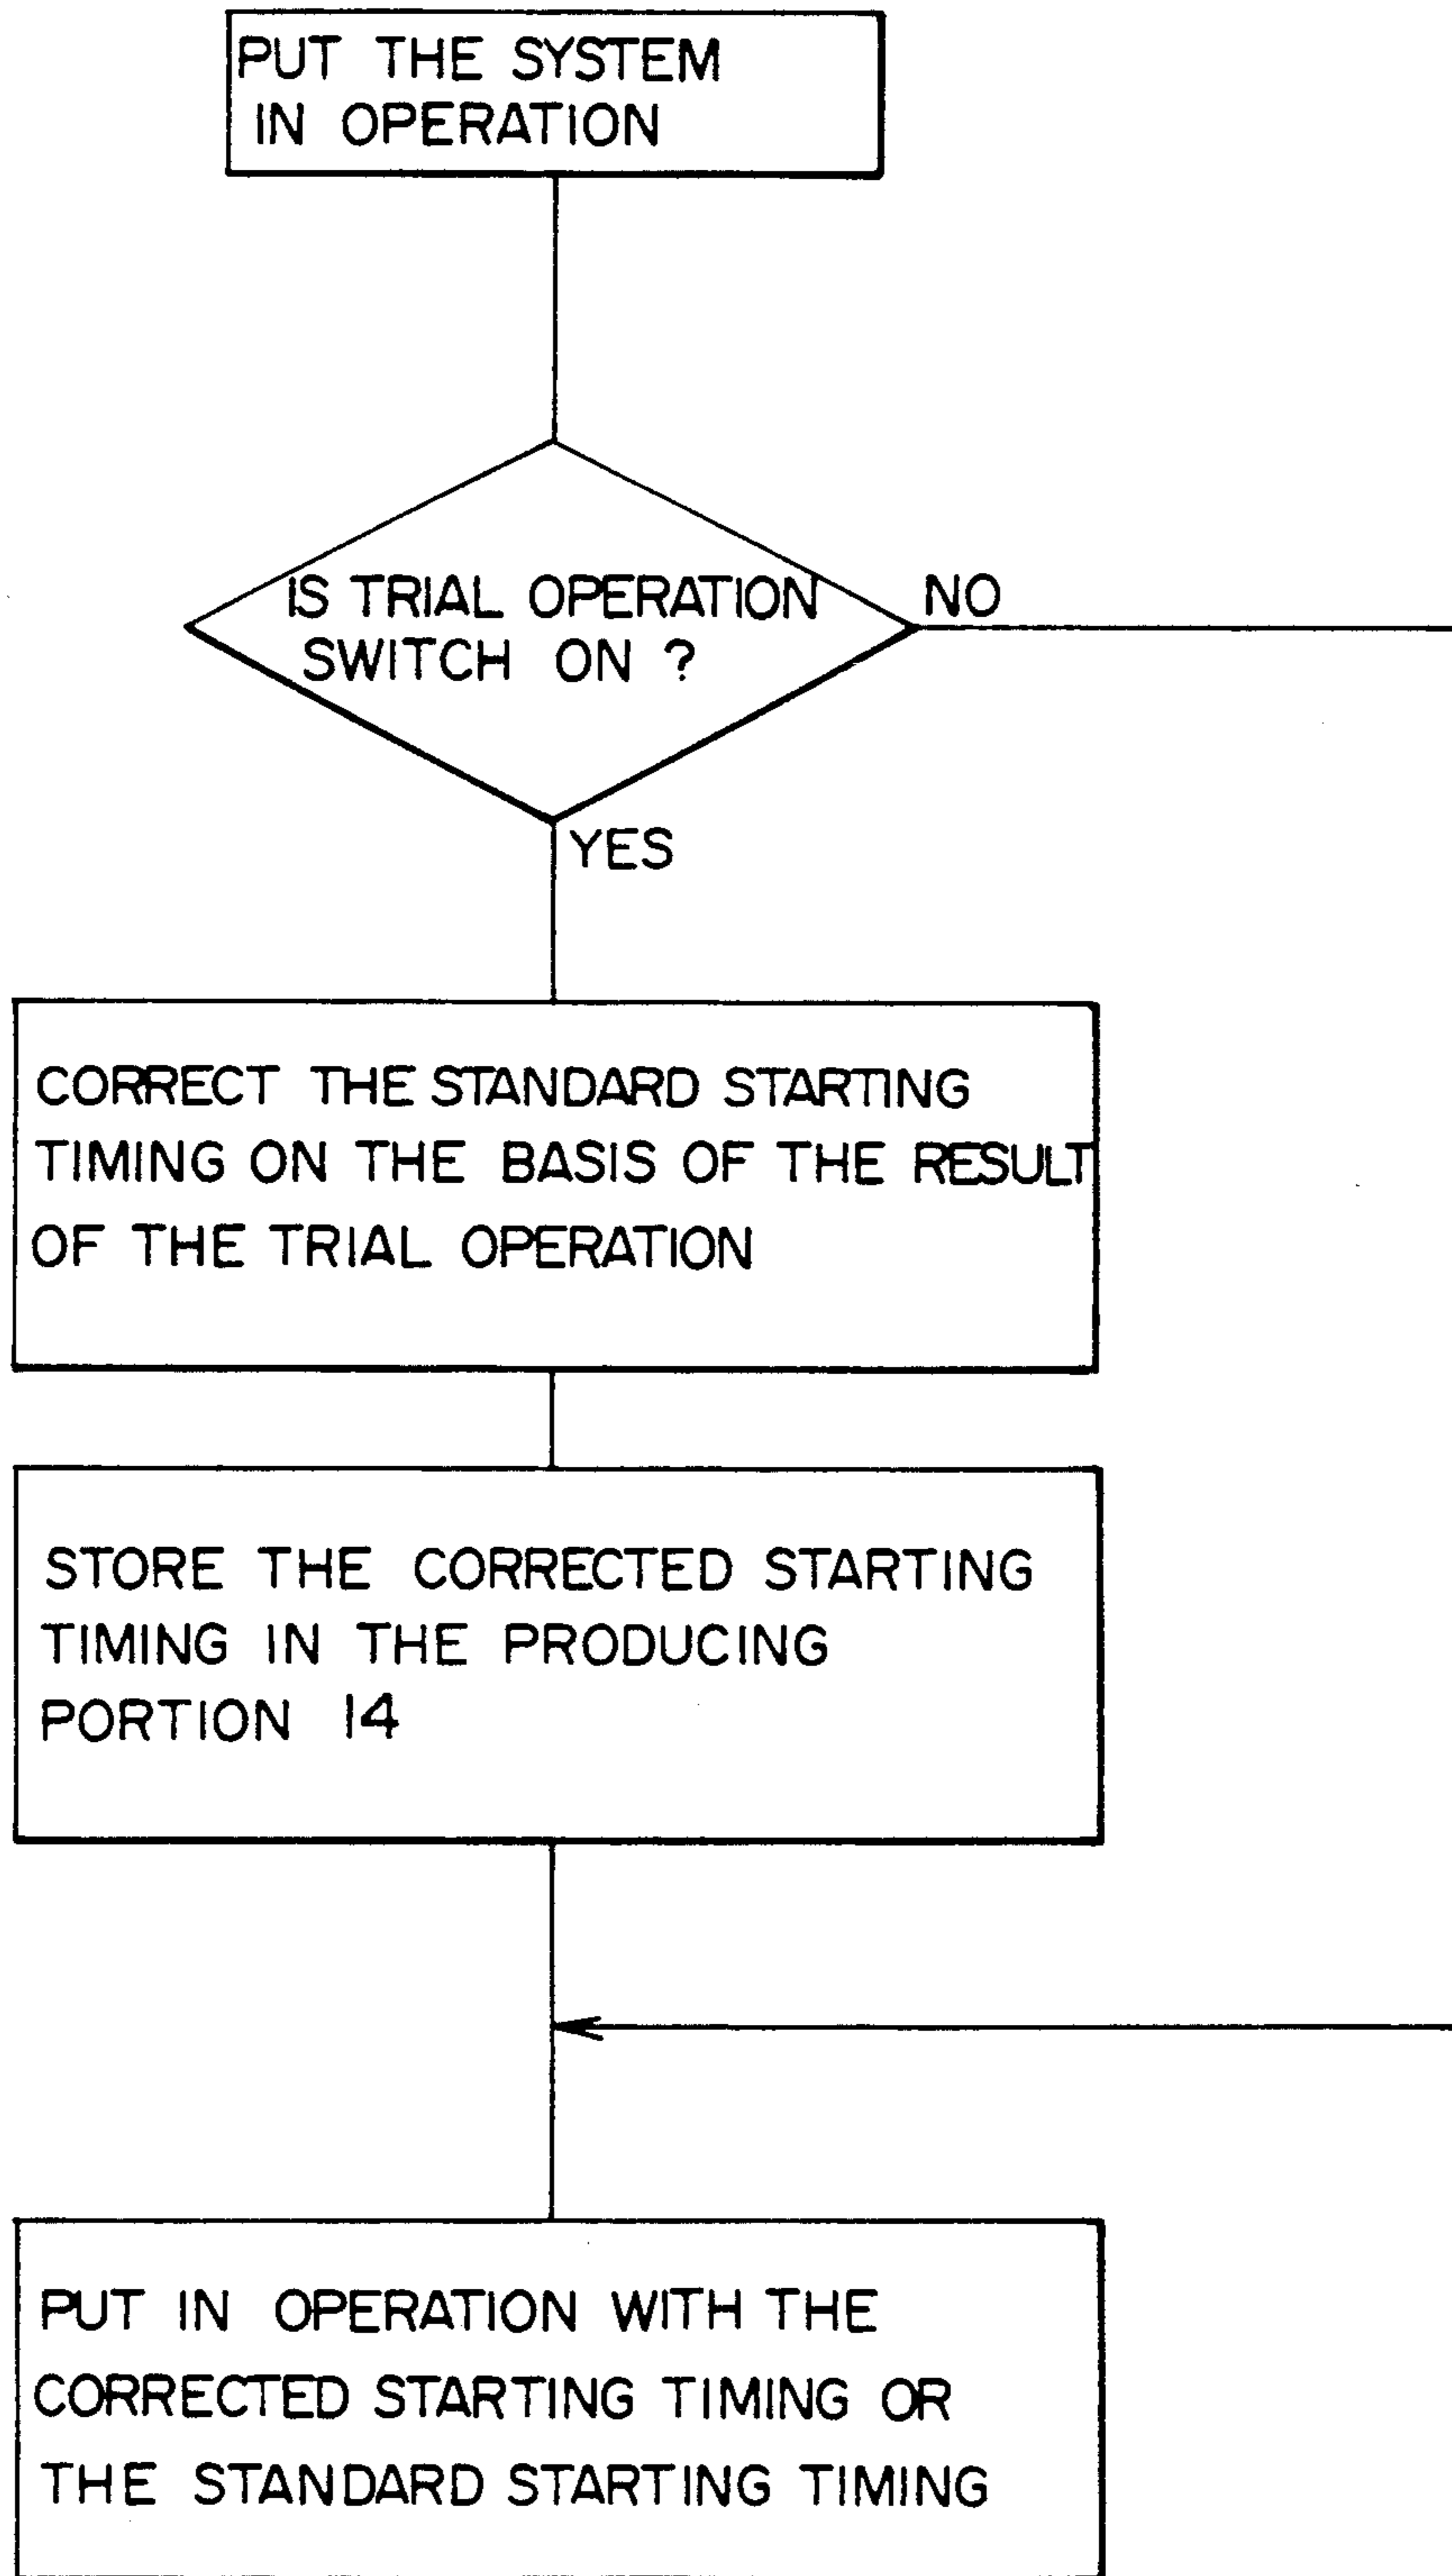 PUT THE SYSTEM
IN OPERATION
IS TRIAL OPERATION
SWITCH ON ?
NO
YES
CORRECT THE STANDARD STARTING
TIMING ON THE BASIS OF THE RESULT
OF THE TRIAL OPERATION
STORE THE CORRECTED STARTING
TIMING IN THE PRODUCING
PORTION 14
PUT IN OPERATION WITH THE
CORRECTED STARTING TIMING OR
THE STANDARD STARTING TIMING